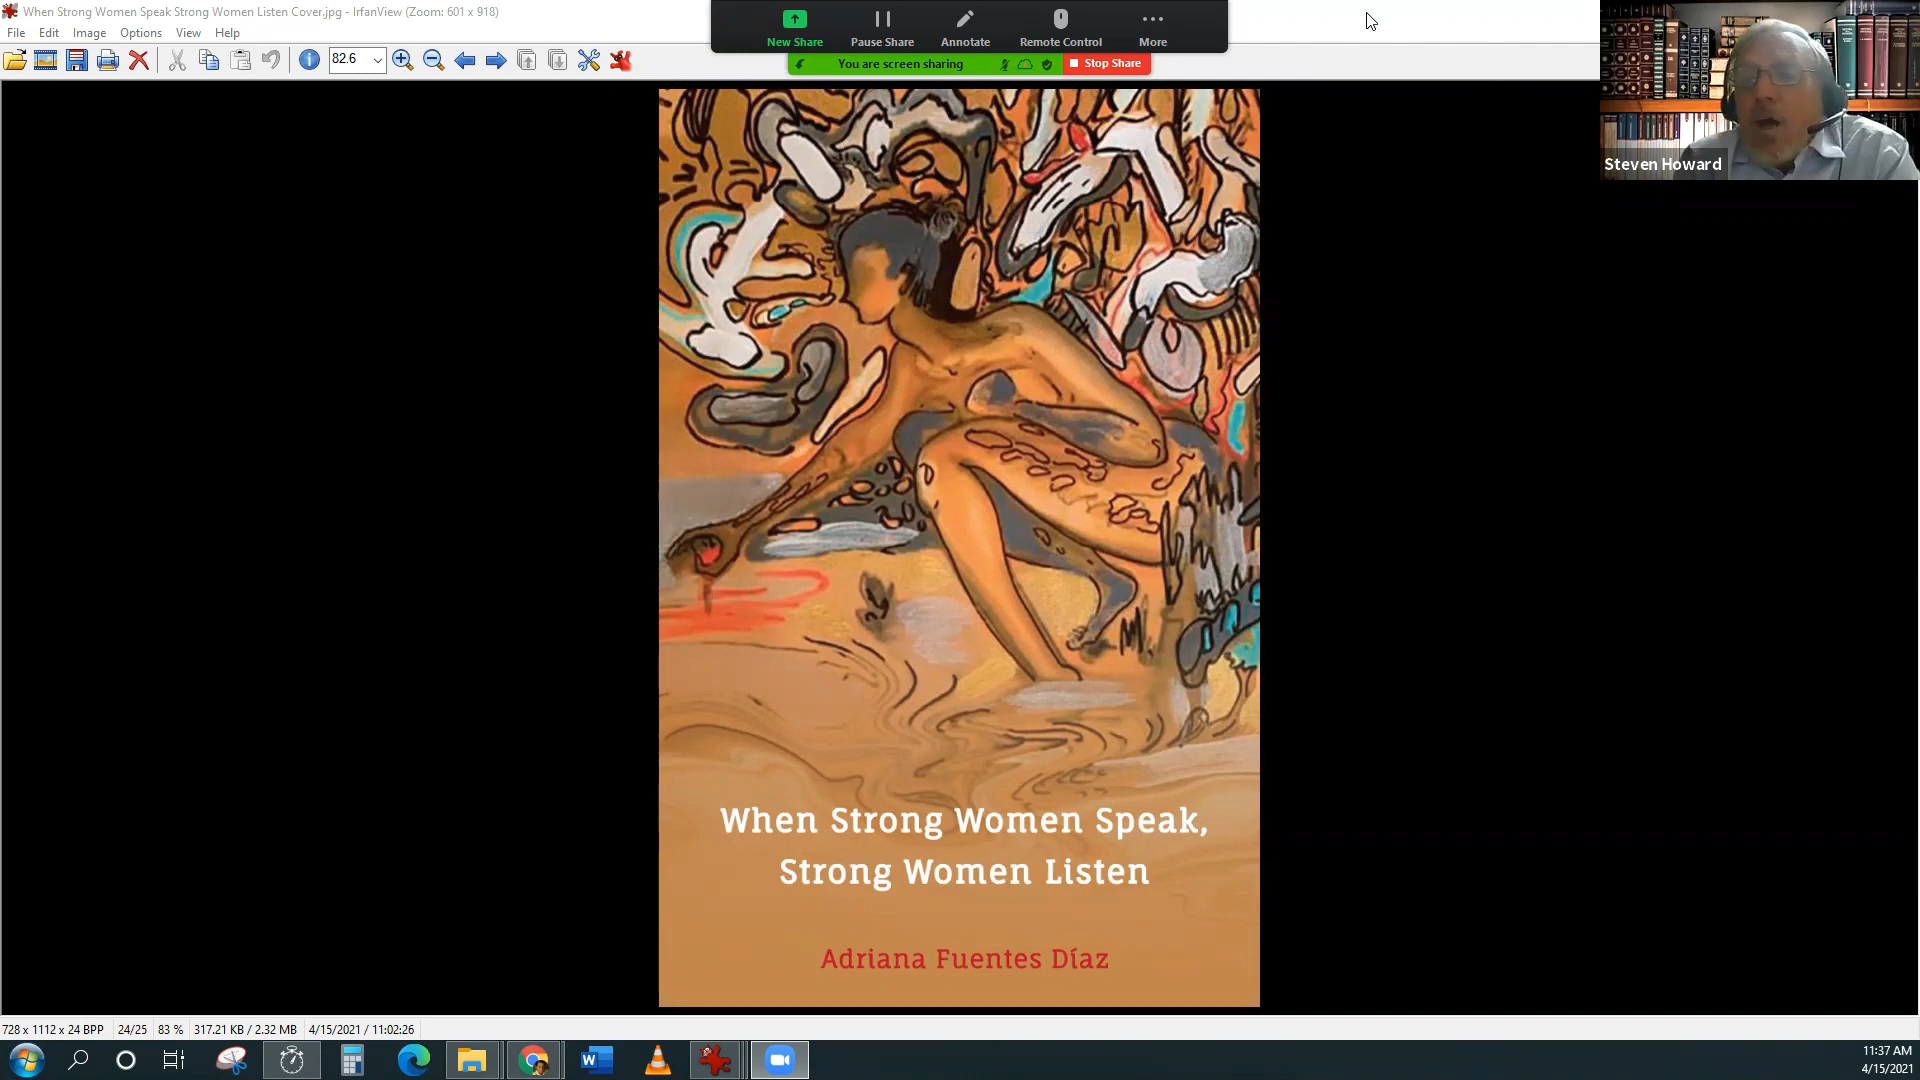 When Strong Women Speak Strong Women Listen Cover.jpg - IrfanView (Zoom: 601 x 918)
File Edit Image Options View Help
82.6
New Share Pause Share Annotate Remote Control More
You are screen sharing Stop Share
Steven Howard
When Strong Women Speak,
Strong Women Listen
Adriana Fuentes Díaz
728 x 1112 x 24 BPP 24/25 83 % 317.21 KB / 2.32 MB 4/15/2021 / 11:02:26
11:37 AM
4/15/2021